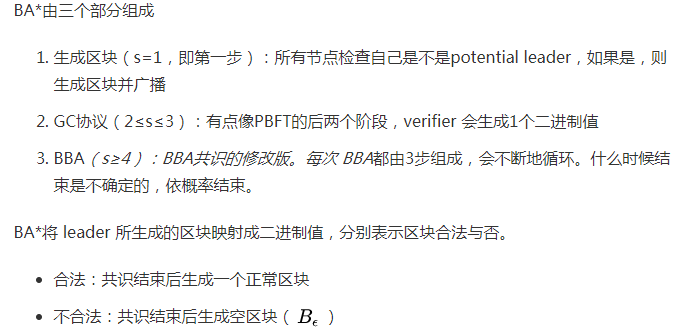 BA*由三个部分组成
1. 生成区块（s=1，即第一步）：所有节点检查自己是不是potential leader，如果是，则
生成区块并广播
2. GC协议（2≤s≤3）：有点像PBFT的后两个阶段，verifier 会生成1个二进制值
3. BBA（s≥4）：BBA共识的修改版。每次 BBA都由3步组成，会不断地循环。什么时候结
束是不确定的，依概率结束。
BA*将 leader 所生成的区块映射成二进制值，分别表示区块合法与否。
• 合法：共识结束后生成一个正常区块
• 不合法：共识结束后生成空区块（ Bϵ ）